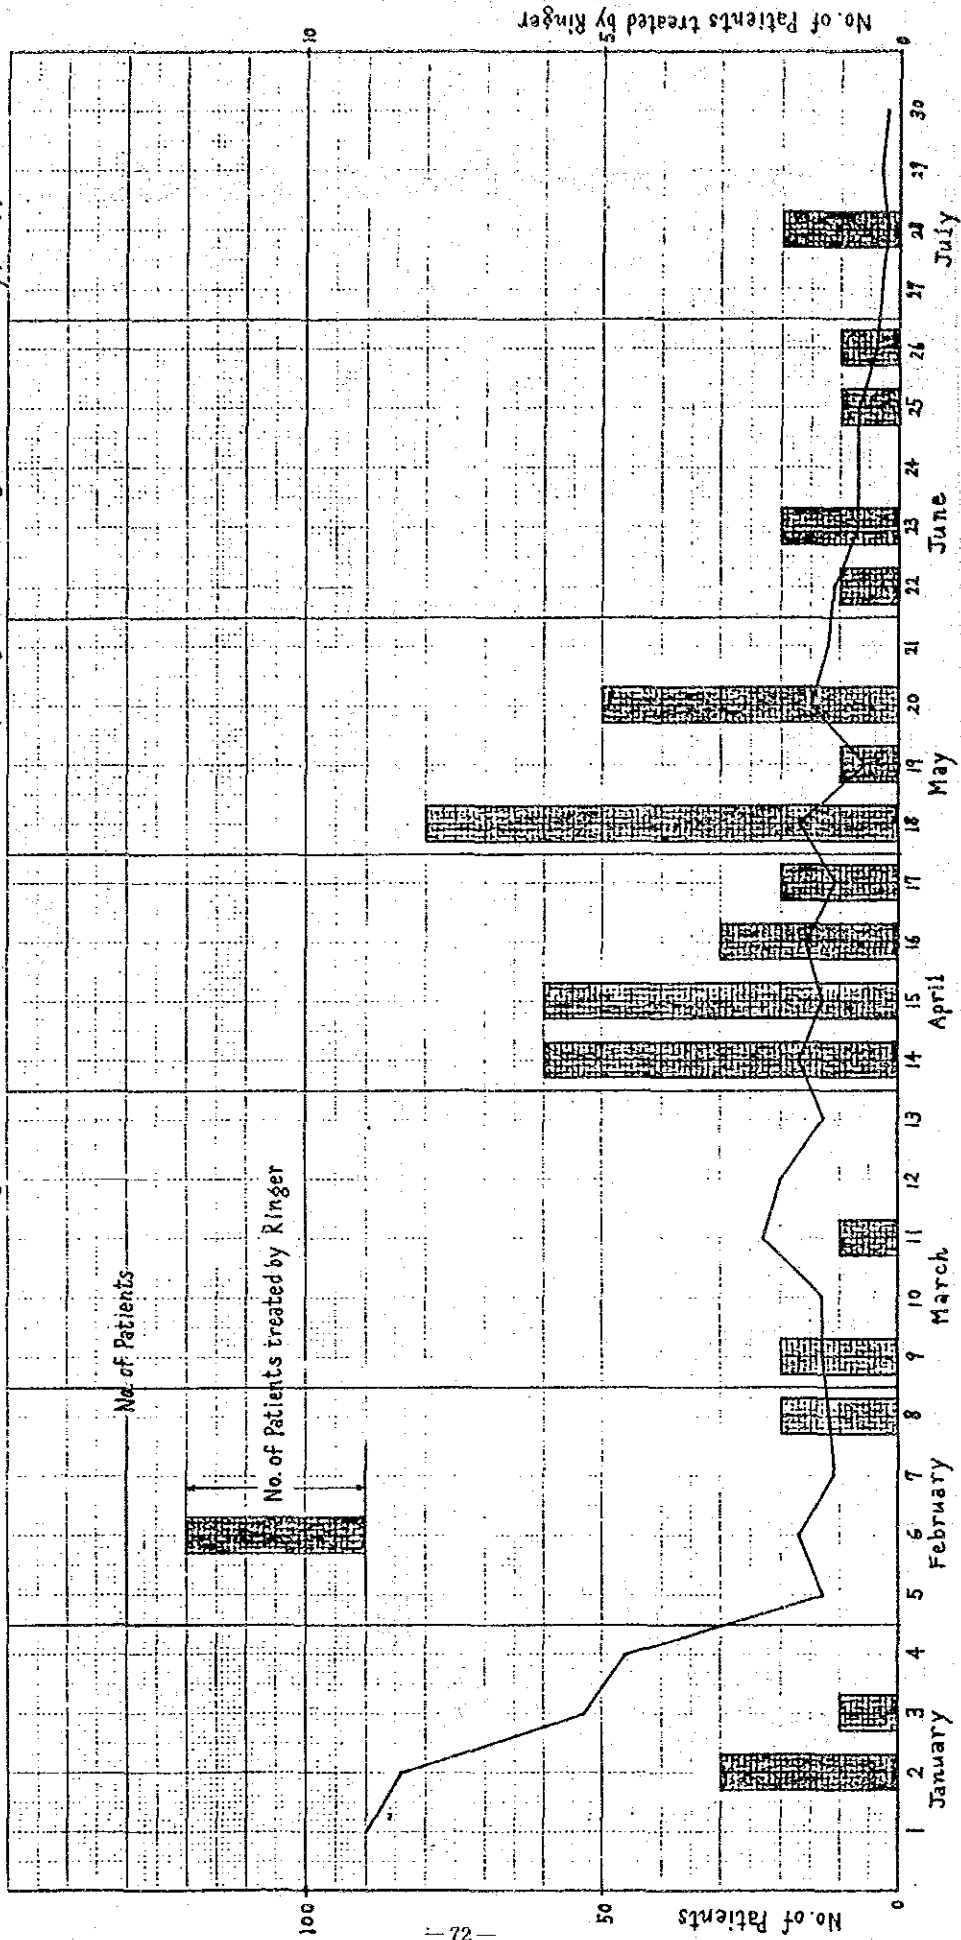 No. of Patients
No. of Patients treated by Ringer
100
50
0
No. of Patients
10
5
0
No. of Patients treated by Ringer
1 2 3 4 5 6 7 8 9 10 11 12 13 14 15 16 17 18 19 20 21 22 23 24 25 26 27 28 29 30
January February March April May June July
—72—